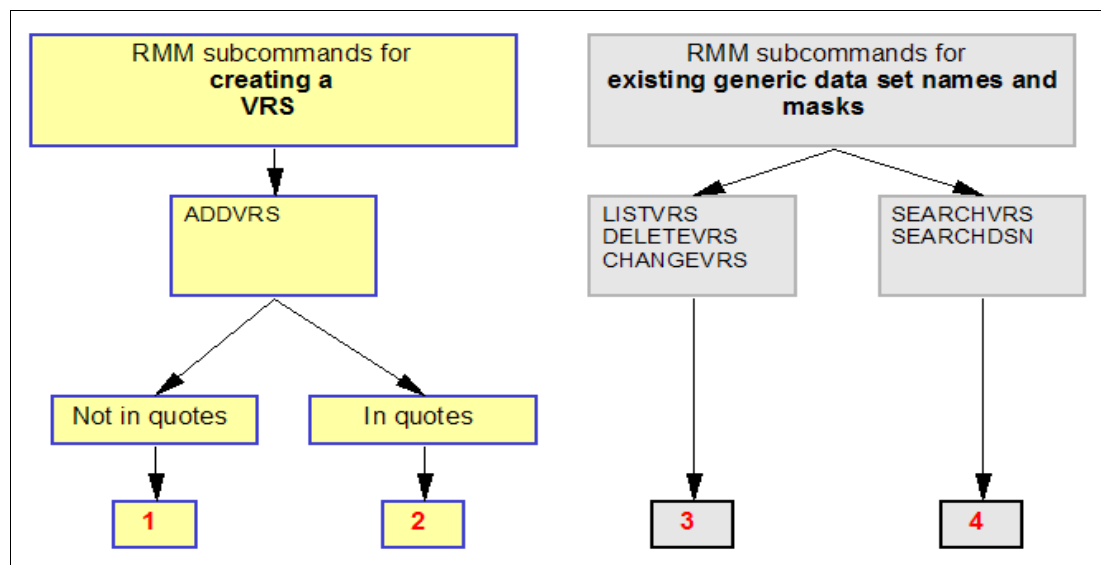 RMM subcommands for
creating a
VRS
ADDVRS
Not in quotes
In quotes
1
2
RMM subcommands for
existing generic data set names and
masks
LISTVRS
DELETEVRS
CHANGEVRS
SEARCHVRS
SEARCHDSN
3
4